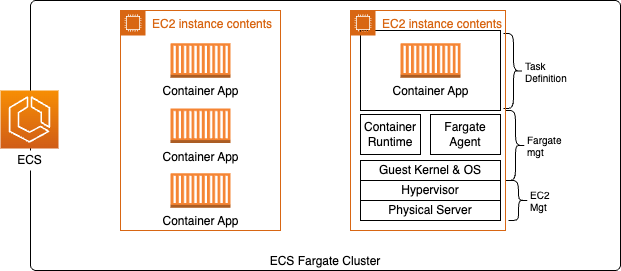 EC2 instance contents
Container App
Container App
Container App
EC2 instance contents
Container App
Task
Definition
Container
Runtime
Fargate
Agent
Fargate
mgt
Guest Kernel & OS
Hypervisor
Physical Server
EC2
Mgt
ECS
ECS Fargate Cluster